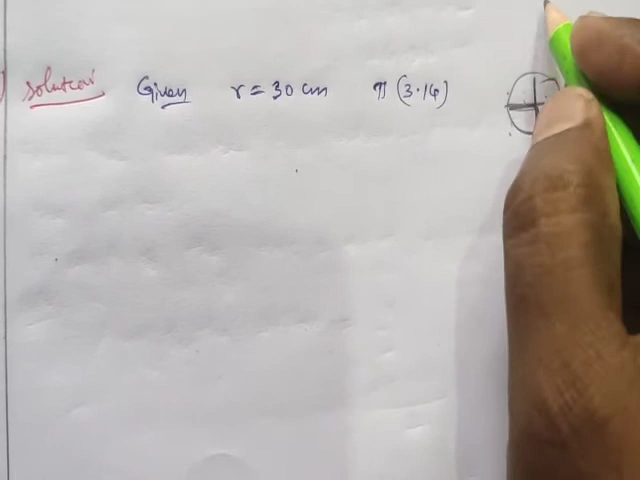 Solution Given r = 30 cm π (3.14)